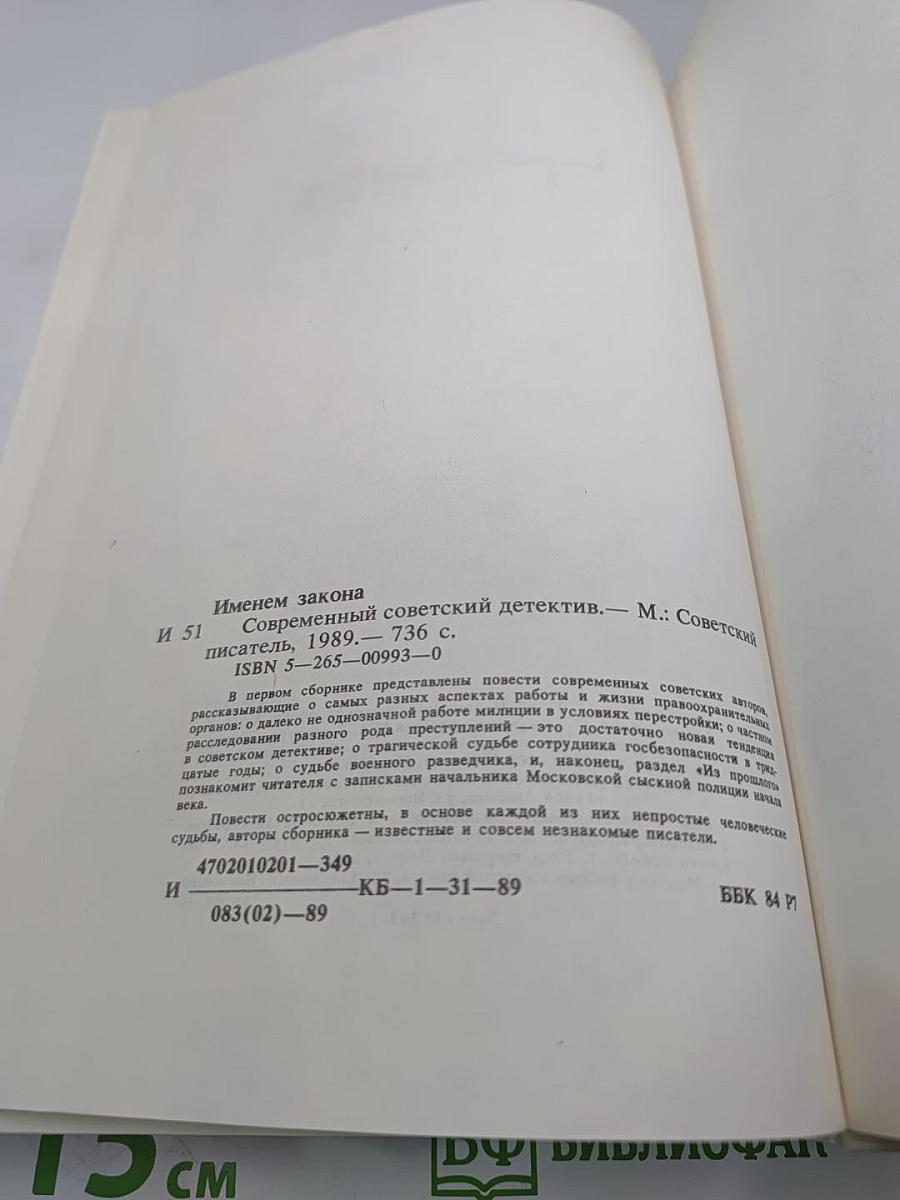 Именем закона
И 51 Современный советский детектив.— М.: Советский
писатель, 1989.— 736 с.
ISBN 5—265—00993—0
В первом сборнике представлены повести современных советских авторов,
рассказывающие о самых разных аспектах работы и жизни правоохранительных
органов: о далеко не однозначной работе милиции в условиях перестройки; о частном
расследовании разного рода преступлений — это достаточно новая тенденция
в советском детективе; о трагической судьбе сотрудника госбезопасности в трид-
цатые годы; о судьбе военного разведчика, и, наконец, раздел «Из прошлого»
познакомит читателя с записками начальника Московской сыскной полиции начала
века.
Повести остросюжетны, в основе каждой из них непростые человеческие
судьбы, авторы сборника — известные и совсем незнакомые писатели.
4702010201—349
И КБ—1—31—89
083(02)—89
ББК 84 Р7
15 см
БФ БИБЛИОФАН